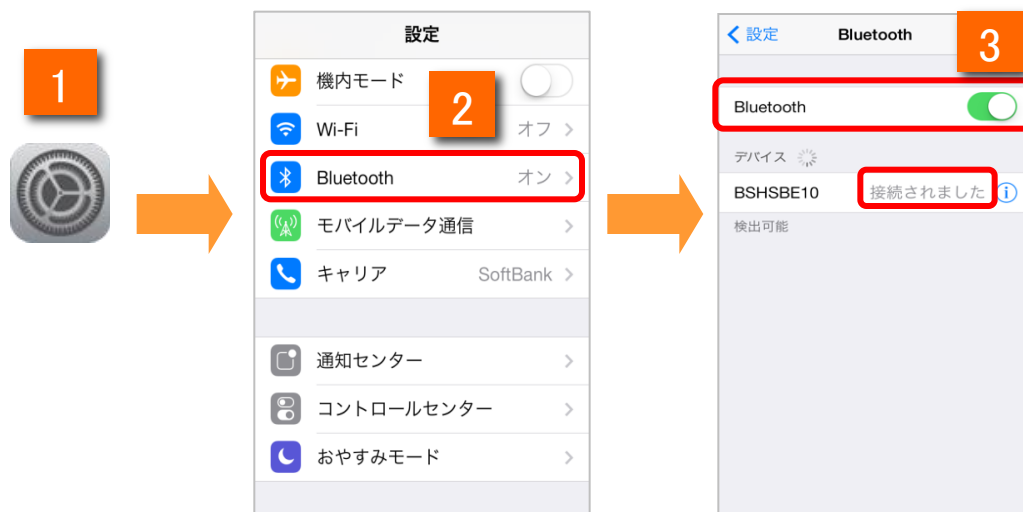 1
設定
機内モード
2
Wi-Fi オフ
Bluetooth オン
モバイルデータ通信
キャリア SoftBank
通知センター
コントロールセンター
おやすみモード
設定 Bluetooth
3
Bluetooth
デバイス
BSHSBE10 接続されました
検出可能